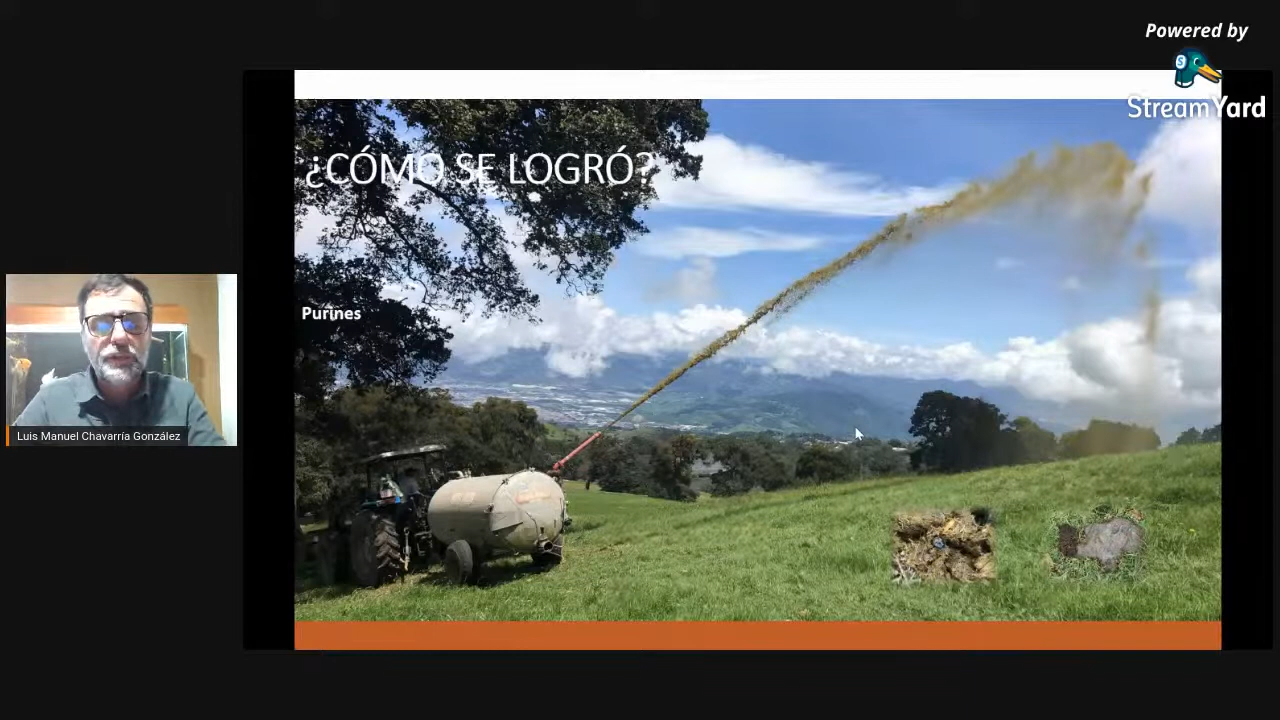 Powered by
StreamYard
¿CÓMO SE LOGRÓ?
Purines
Luis Manuel Chavarría González